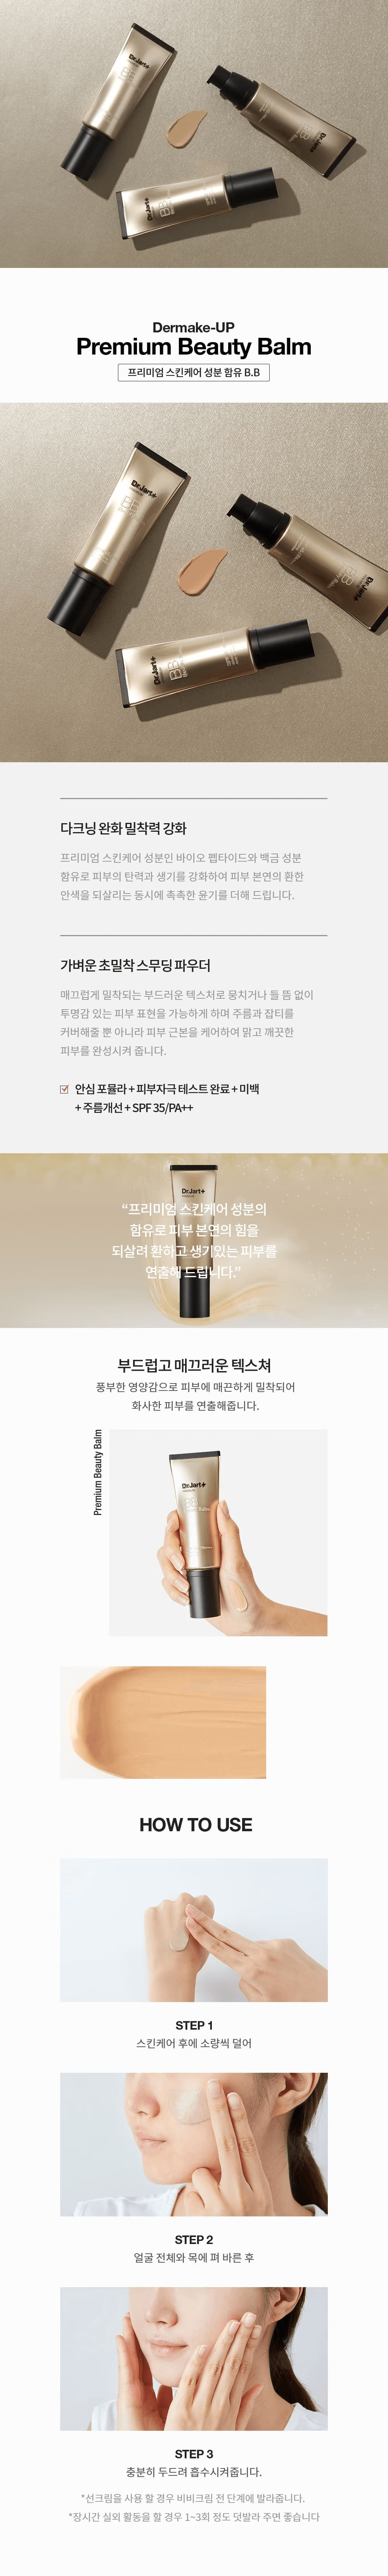 Dr.Jart+
BB
Dr.Jart+
BB
Dr.Jart+
BB
Dermake-UP
Premium Beauty Balm
프리미엄 스킨케어 성분 함유 B.B
Dr.Jart+
BB
Dr.Jart+
BB
Dr.Jart+
BB
다크닝 완화 밀착력 강화
프리미엄 스킨케어 성분인 바이오 펩타이드와 백금 성분
함유로 피부의 탄력과 생기를 강화하여 피부 본연의 환한
안색을 되살리는 동시에 촉촉한 윤기를 더해 드립니다.
가벼운 초밀착 스무딩 파우더
매끄럽게 밀착되는 부드러운 텍스처로 뭉치거나 들 뜸 없이
투명감 있는 피부 표현을 가능하게 하며 주름과 잡티를
커버해줄 뿐 아니라 피부 근본을 케어하여 맑고 깨끗한
피부를 완성시켜 줍니다.
안심 포뮬라 + 피부자극 테스트 완료 + 미백
+ 주름개선 + SPF 35/PA++
Dr.Jart+
“프리미엄 스킨케어 성분의
함유로 피부 본연의 힘을
되살려 환하고 생기있는 피부를
연출해 드립니다.”
부드럽고 매끄러운 텍스쳐
풍부한 영양감으로 피부에 매끈하게 밀착되어
화사한 피부를 연출해줍니다.
Premium Beauty Balm
Dr.Jart+
HOW TO USE
STEP 1
스킨케어 후에 소량씩 덜어
STEP 2
얼굴 전체와 목에 펴 바른 후
STEP 3
충분히 두드려 흡수시켜줍니다.
*선크림을 사용 할 경우 비비크림 전 단계에 발라줍니다.
*장시간 실외 활동을 할 경우 1~3회 정도 덧발라 주면 좋습니다